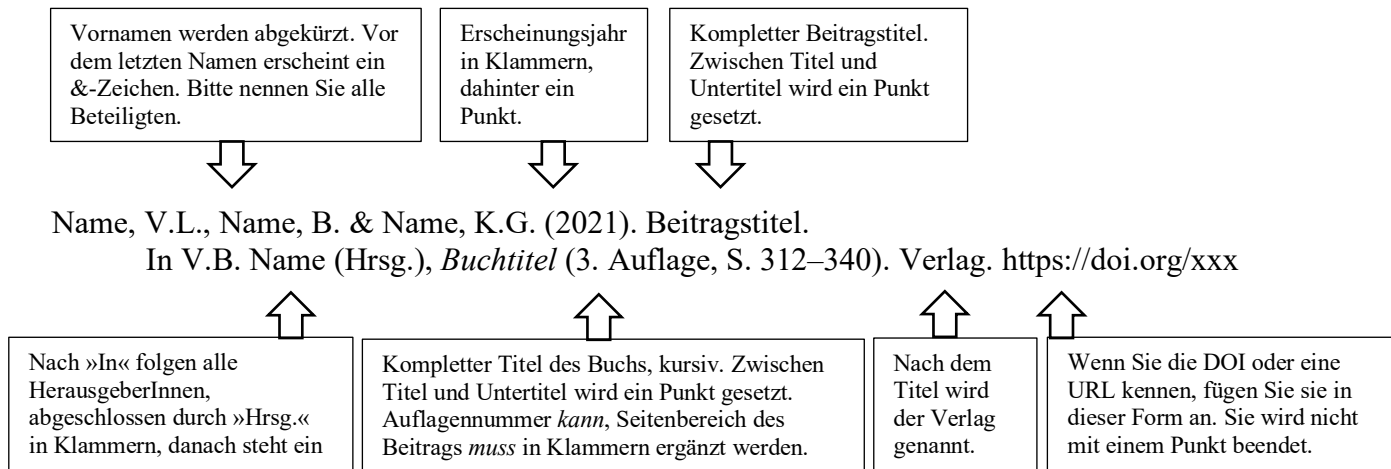 Vornamen werden abgekürzt. Vor
dem letzten Namen erscheint ein
&-Zeichen. Bitte nennen Sie alle
Beteiligten.
Erscheinungsjahr
in Klammern,
dahinter ein
Punkt.
Kompletter Beitragstitel.
Zwischen Titel und
Untertitel wird ein Punkt
gesetzt.
Name, V.L., Name, B. & Name, K.G. (2021). Beitragstitel.
In V.B. Name (Hrsg.), Buchtitel (3. Auflage, S. 312–340). Verlag. https://doi.org/xxx
Nach »In« folgen alle
HerausgeberInnen,
abgeschlossen durch »Hrsg.«
in Klammern, danach steht ein
Kompletter Titel des Buchs, kursiv. Zwischen
Titel und Untertitel wird ein Punkt gesetzt.
Auflagennummer kann, Seitenbereich des
Beitrags muss in Klammern ergänzt werden.
Nach dem
Titel wird
der Verlag
genannt.
Wenn Sie die DOI oder eine
URL kennen, fügen Sie sie in
dieser Form an. Sie wird nicht
mit einem Punkt beendet.